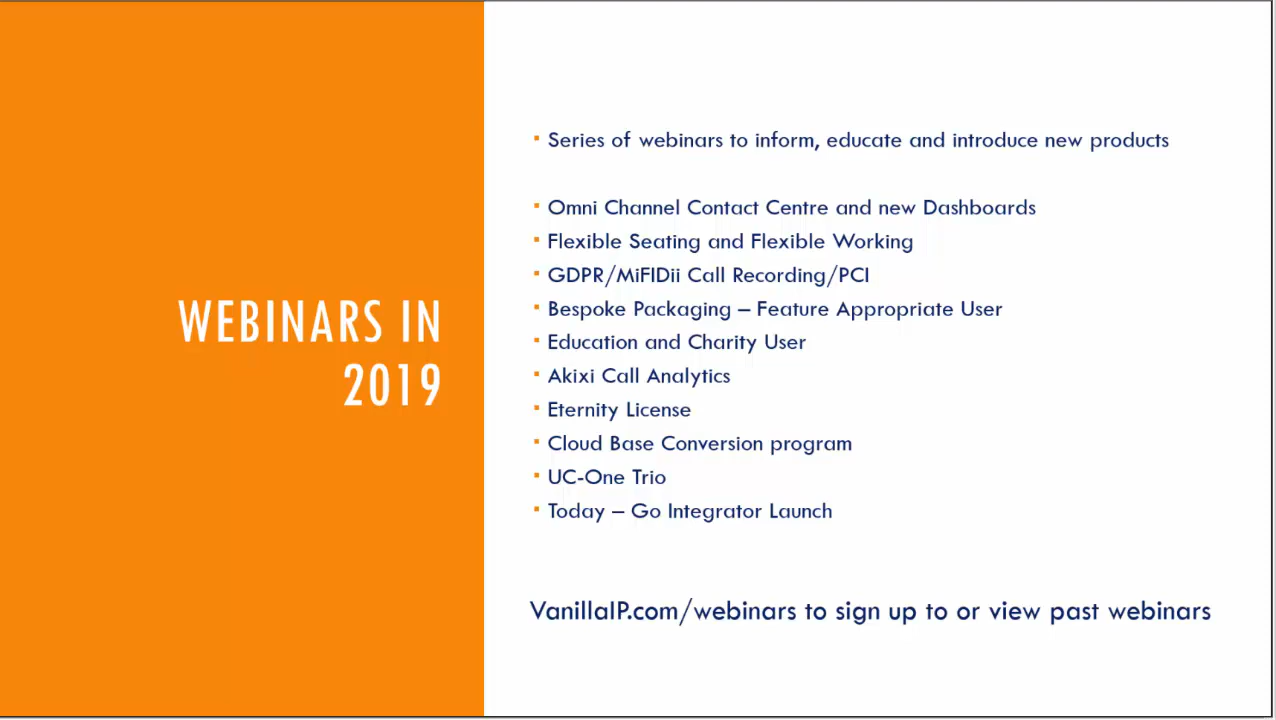 WEBINARS IN
2019
▪ Series of webinars to inform, educate and introduce new products
▪ Omni Channel Contact Centre and new Dashboards
▪ Flexible Seating and Flexible Working
▪ GDPR/MiFIDii Call Recording/PCI
▪ Bespoke Packaging – Feature Appropriate User
▪ Education and Charity User
▪ Akixi Call Analytics
▪ Eternity License
▪ Cloud Base Conversion program
▪ UC-One Trio
▪ Today – Go Integrator Launch
VanillaIP.com/webinars to sign up to or view past webinars